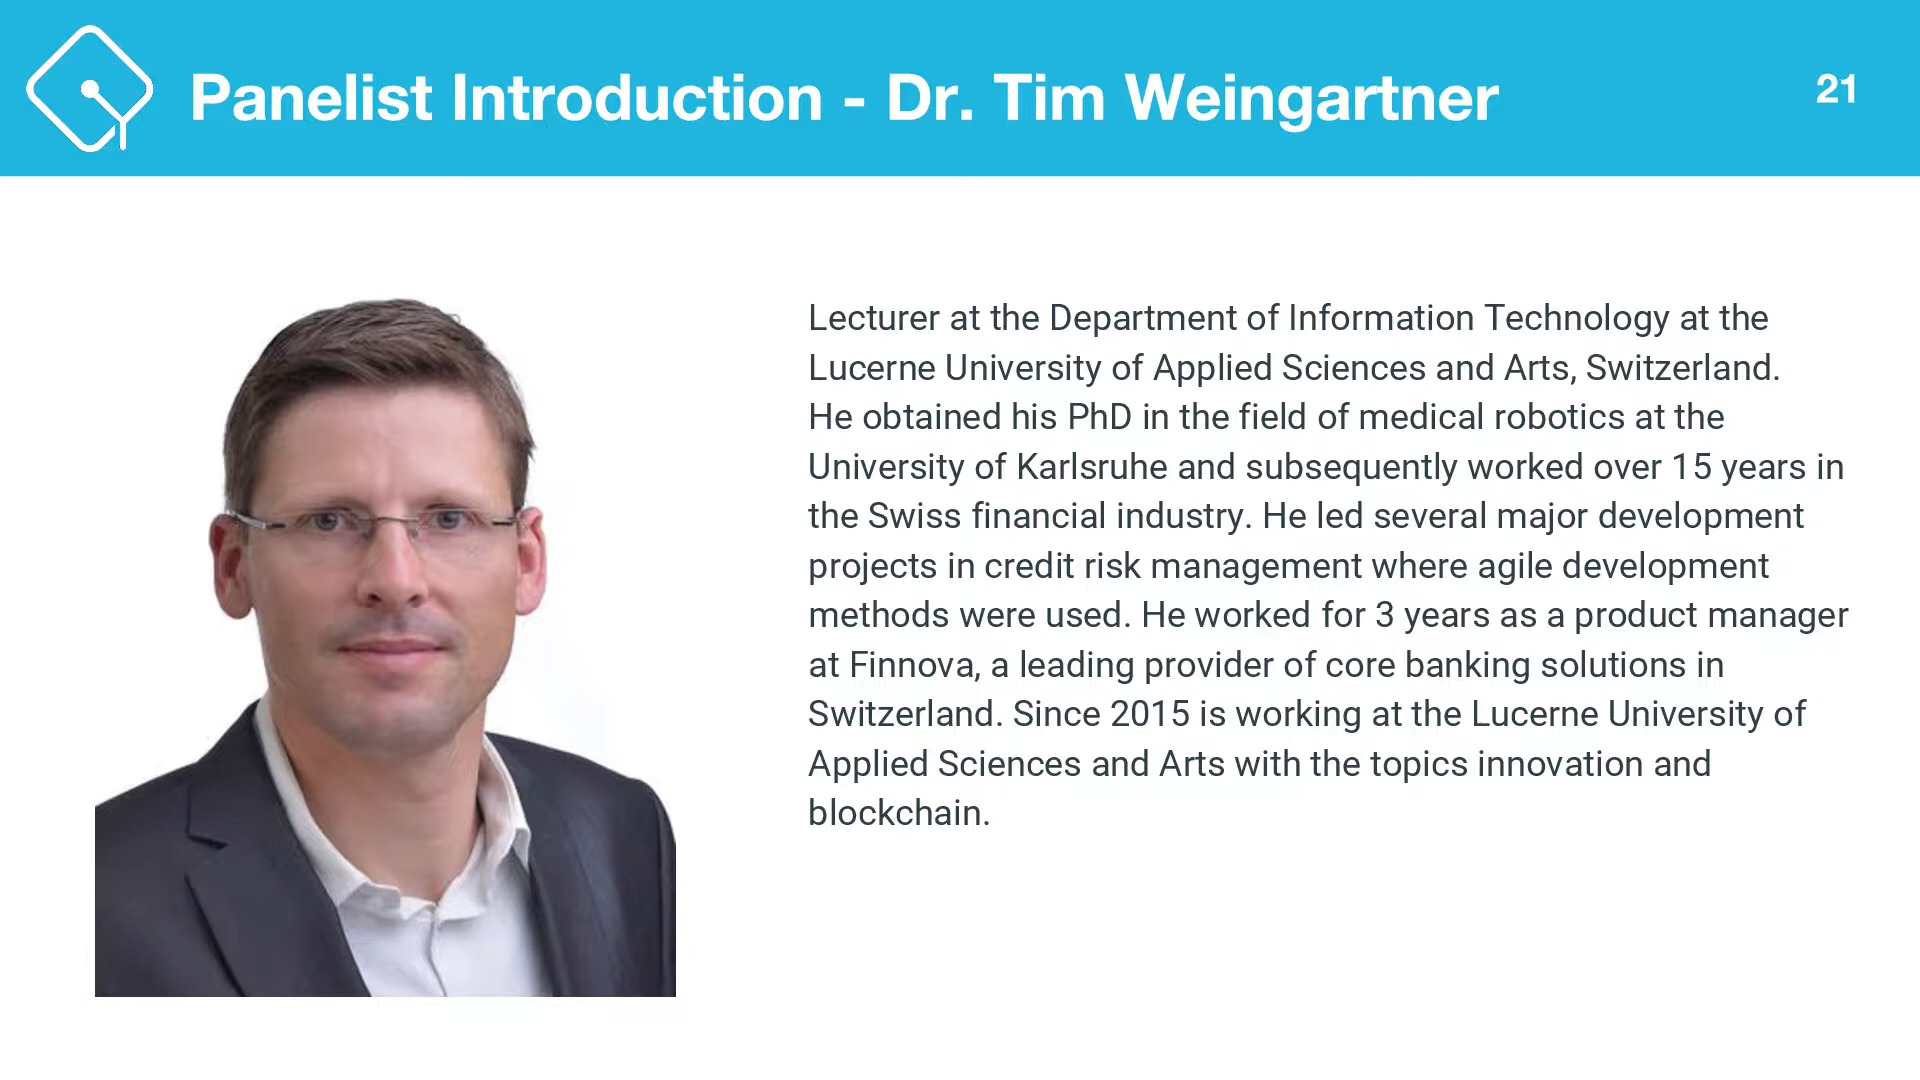 Panelist Introduction - Dr. Tim Weingartner
21
Lecturer at the Department of Information Technology at the
Lucerne University of Applied Sciences and Arts, Switzerland.
He obtained his PhD in the field of medical robotics at the
University of Karlsruhe and subsequently worked over 15 years in
the Swiss financial industry. He led several major development
projects in credit risk management where agile development
methods were used. He worked for 3 years as a product manager
at Finnova, a leading provider of core banking solutions in
Switzerland. Since 2015 is working at the Lucerne University of
Applied Sciences and Arts with the topics innovation and
blockchain.